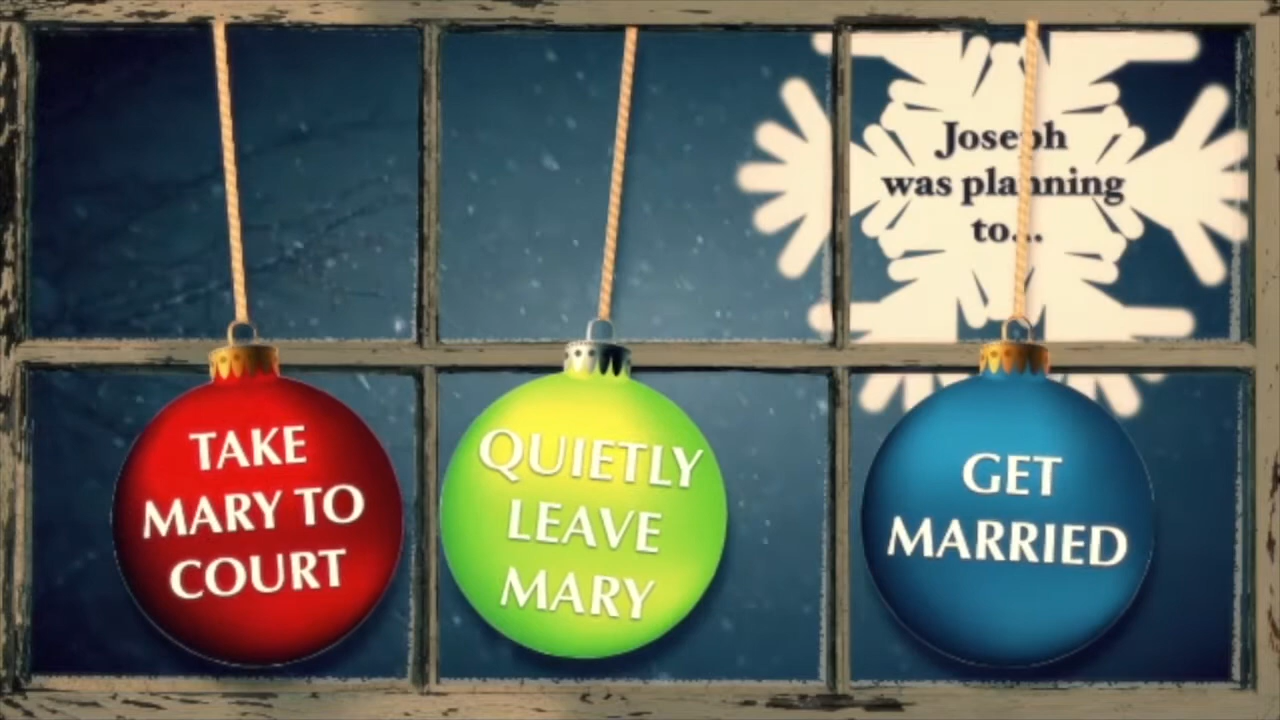 Joseph
was planning
to...
TAKE
MARY TO
COURT
QUIETLY
LEAVE
MARY
GET
MARRIED